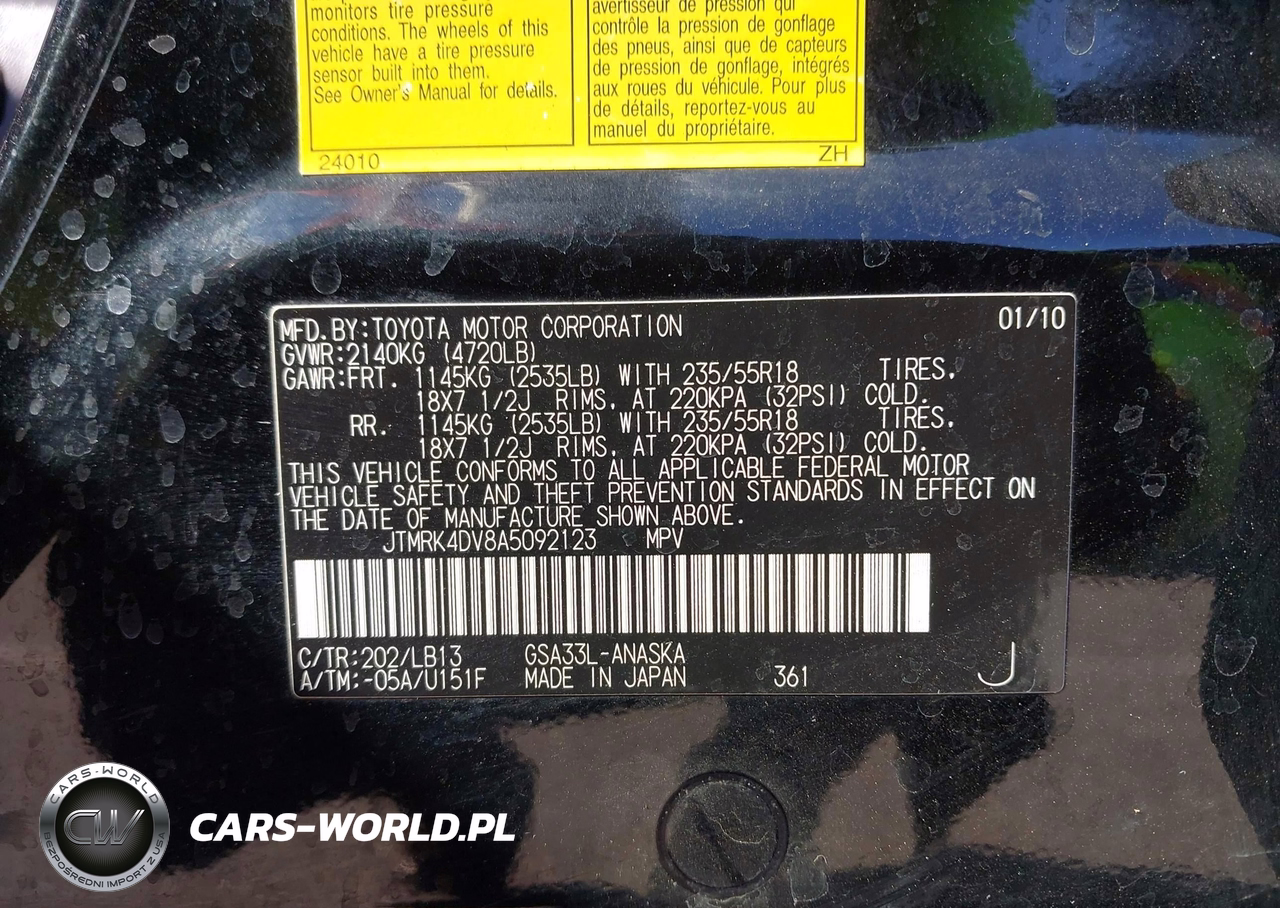 monitors tire pressure
conditions. The wheels of this
vehicle have a tire pressure
sensor built into them.
See Owner's Manual for details.
avertisseur de pression qui
contrôle la pression de gonflage
des pneus, ainsi que de capteurs
de pression de gonflage, intégrés
aux roues du véhicule. Pour plus
de détails, reportez-vous au
manuel du propriétaire.
24010 ZH
MFD.BY:TOYOTA MOTOR CORPORATION 01/10
GVWR:2140KG (4720LB)
GAWR:FRT. 1145KG (2535LB) WITH 235/55R18 TIRES,
18X7 1/2J RIMS, AT 220KPA (32PSI) COLD.
RR. 1145KG (2535LB) WITH 235/55R18 TIRES,
18X7 1/2J RIMS, AT 220KPA (32PSI) COLD.
THIS VEHICLE CONFORMS TO ALL APPLICABLE FEDERAL MOTOR
VEHICLE SAFETY AND THEFT PREVENTION STANDARDS IN EFFECT ON
THE DATE OF MANUFACTURE SHOWN ABOVE.
JTMRK4DV8A5092123 MPV
C/TR:202/LB13 GSA33L-ANASKA
A/TM:-05A/U151F MADE IN JAPAN 361 J
CARS-WORLD
CW
BEZPOŚREDNI IMPORT Z USA
CARS-WORLD.PL